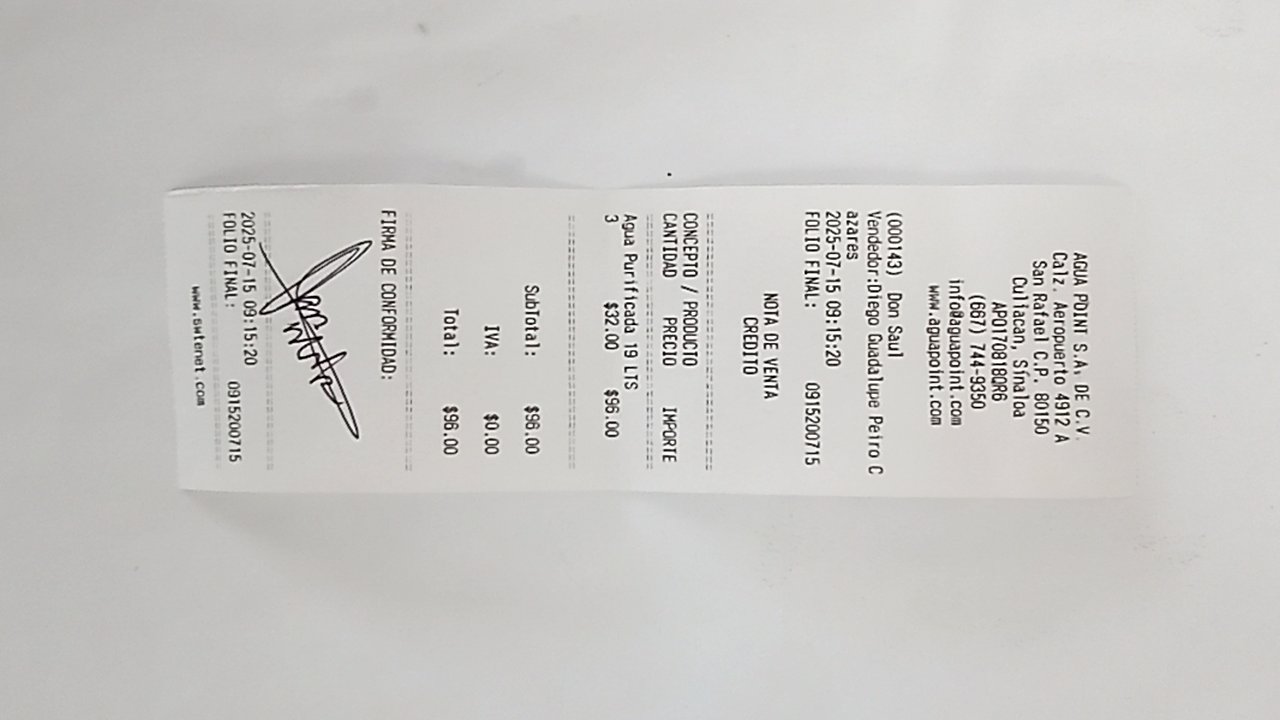 AGUA POINT S.A. DE C.V.
Calz. Aeropuerto 4912 A
San Rafael C.P. 80150
Culiacan, Sinaloa
APO170818QR6
(667) 744-9350
info@aguapoint.com
www.aguapoint.com
(000143) Don Saul
Vendedor:Diego Guadalupe Peiro C
azares
2025-07-15 09:15:20
FOLIO FINAL: 0915200715
NOTA DE VENTA
CREDITO
CONCEPTO / PRODUCTO
CANTIDAD PRECIO IMPORTE
Agua Purificada 19 LTS
3 $32.00 $96.00
SubTotal: $96.00
IVA: $0.00
Total: $96.00
FIRMA DE CONFORMIDAD:
2025-07-15 09:15:20
FOLIO FINAL: 0915200715
www.swtenet.com